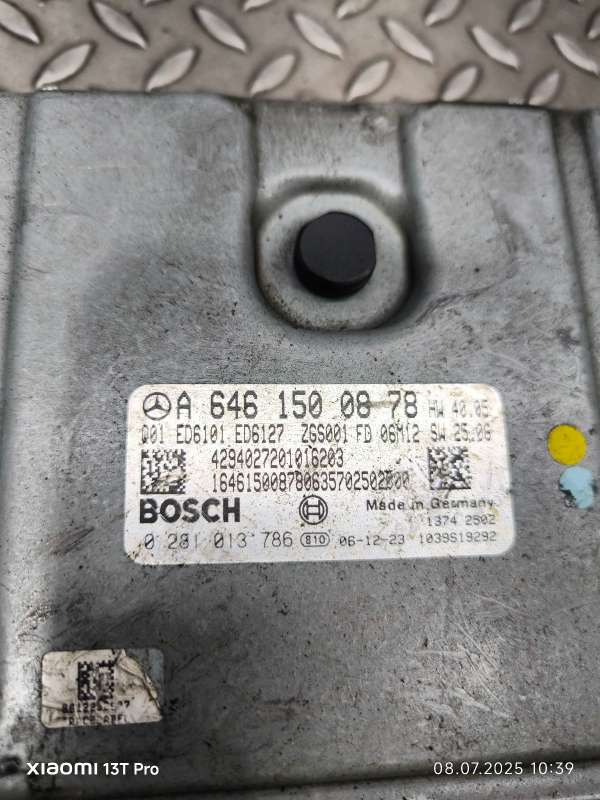 A 646 150 08 78 HW 40.05
Q01 ED6101 ED6127 ZGS001 FD 06M12 SW 25.06
4294027201016203
BOSCH
Made in Germany
1374 2S02
0 281 013 786 B10 06-12-23 1039S19292
XIAOMI 13T Pro
08.07.2025 10:39